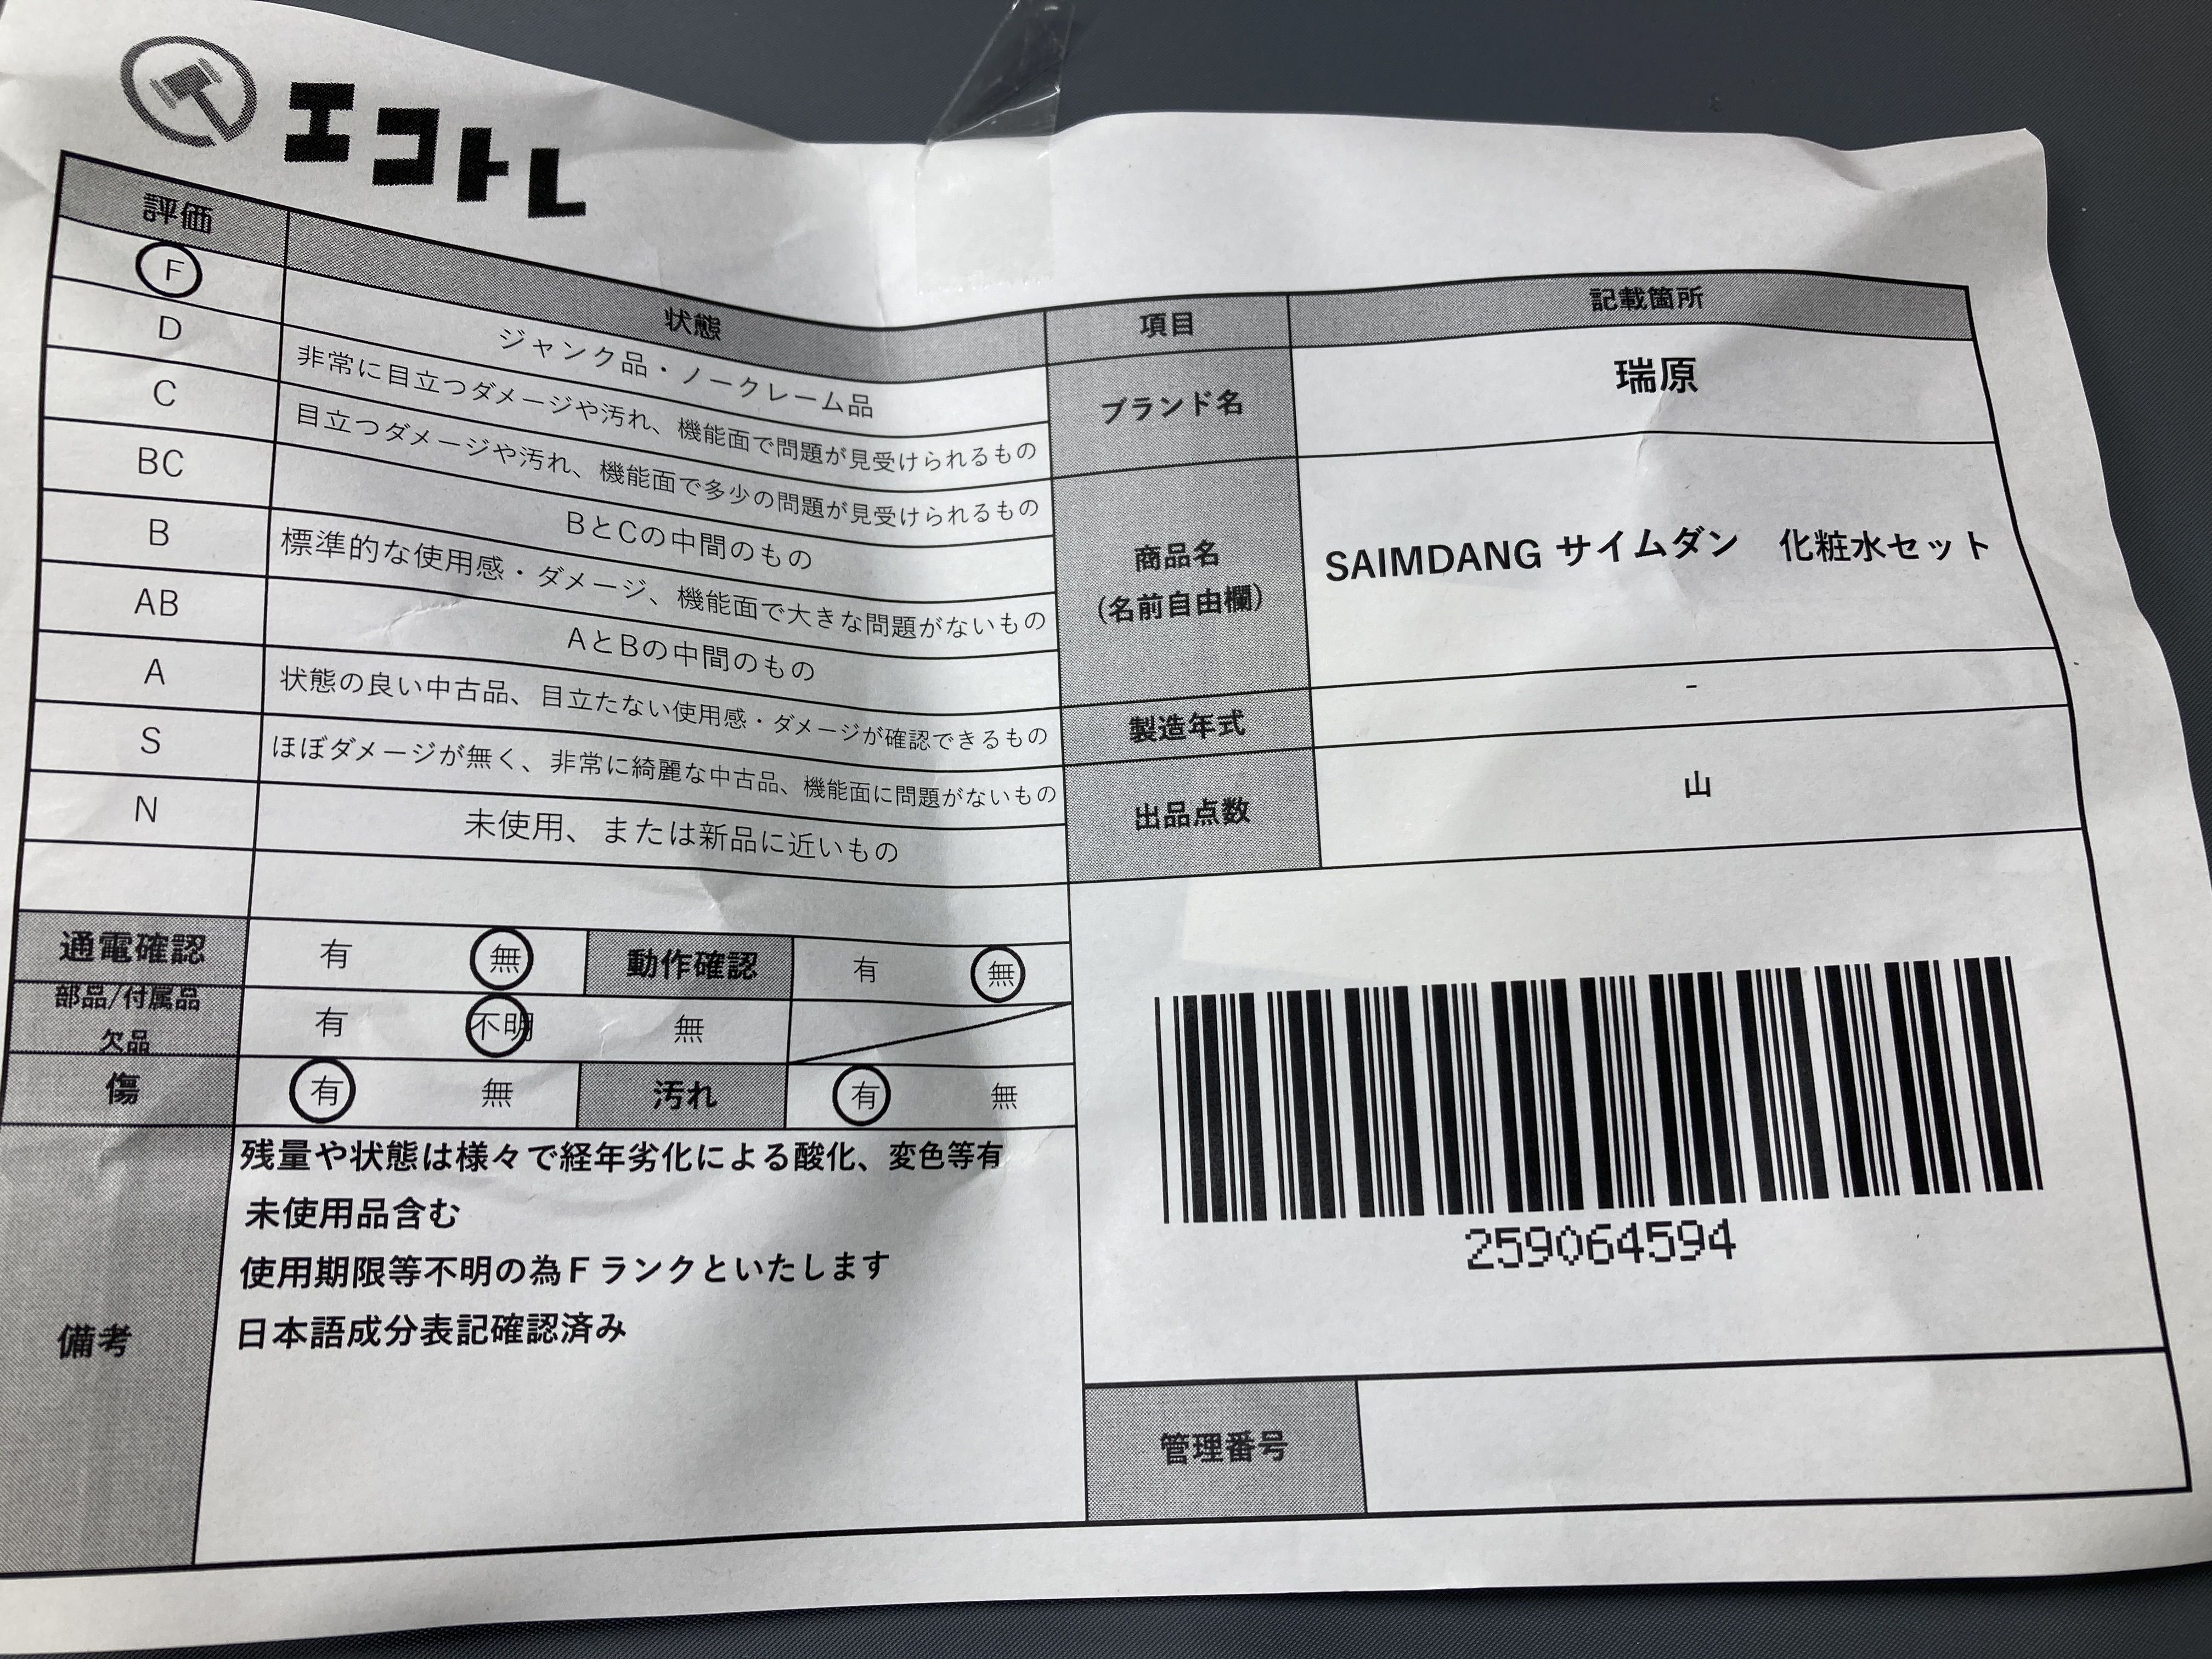 エコトレ
評価 状態
F ジャンク品・ノークレーム品
D 非常に目立つダメージや汚れ、機能面で問題が見受けられるもの
C 目立つダメージや汚れ、機能面で多少の問題が見受けられるもの
BC BとCの中間のもの
B 標準的な使用感・ダメージ、機能面で大きな問題がないもの
AB AとBの中間のもの
A 状態の良い中古品、目立たない使用感・ダメージが確認できるもの
S ほぼダメージが無く、非常に綺麗な中古品、機能面に問題がないもの
N 未使用、または新品に近いもの
通電確認 有 無 動作確認 有 無
部品/付属品
欠品 有 不明 無
傷 有 無 汚れ 有 無
備考
残量や状態は様々で経年劣化による酸化、変色等有
未使用品含む
使用期限等不明の為Fランクといたします
日本語成分表記確認済み
項目 記載箇所
ブランド名 瑞原
商品名
(名前自由欄)
SAIMDANG サイムダン 化粧水セット
製造年式 -
出品点数 山
259064594
管理番号